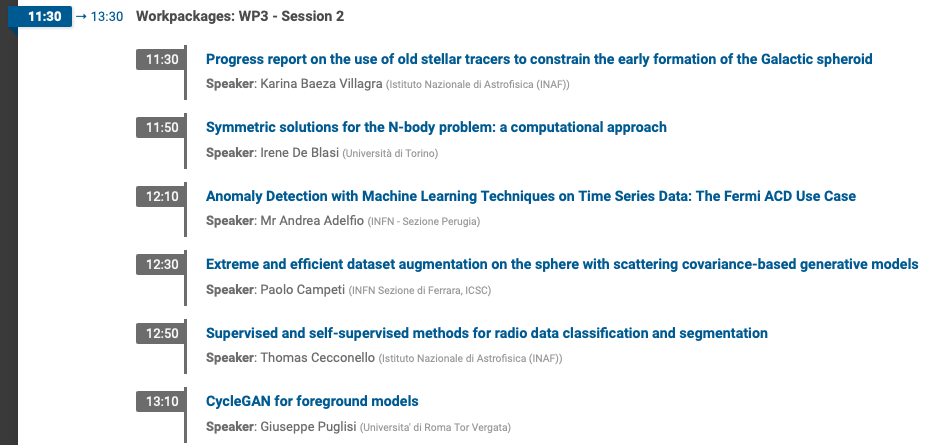 11:30 → 13:30 Workpackages: WP3 - Session 2
11:30 Progress report on the use of old stellar tracers to constrain the early formation of the Galactic spheroid
Speaker: Karina Baeza Villagra (Istituto Nazionale di Astrofisica (INAF))
11:50 Symmetric solutions for the N-body problem: a computational approach
Speaker: Irene De Blasi (Università di Torino)
12:10 Anomaly Detection with Machine Learning Techniques on Time Series Data: The Fermi ACD Use Case
Speaker: Mr Andrea Adelfio (INFN - Sezione Perugia)
12:30 Extreme and efficient dataset augmentation on the sphere with scattering covariance-based generative models
Speaker: Paolo Campeti (INFN Sezione di Ferrara, ICSC)
12:50 Supervised and self-supervised methods for radio data classification and segmentation
Speaker: Thomas Cecconello (Istituto Nazionale di Astrofisica (INAF))
13:10 CycleGAN for foreground models
Speaker: Giuseppe Puglisi (Universita' di Roma Tor Vergata)